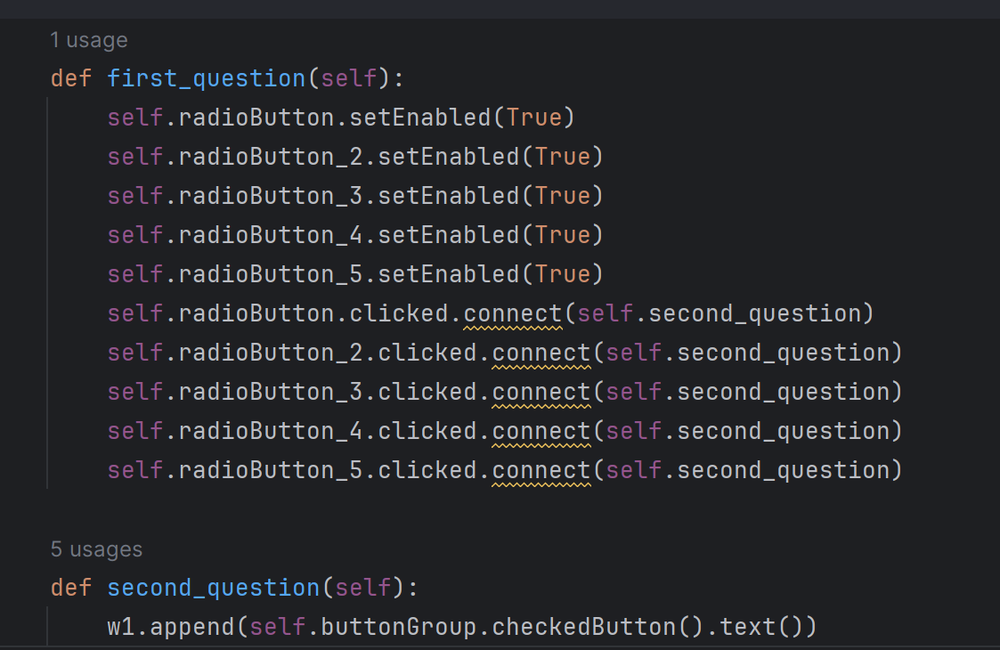 1 usage
def first_question(self):
    self.radioButton.setEnabled(True)
    self.radioButton_2.setEnabled(True)
    self.radioButton_3.setEnabled(True)
    self.radioButton_4.setEnabled(True)
    self.radioButton_5.setEnabled(True)
    self.radioButton.clicked.connect(self.second_question)
    self.radioButton_2.clicked.connect(self.second_question)
    self.radioButton_3.clicked.connect(self.second_question)
    self.radioButton_4.clicked.connect(self.second_question)
    self.radioButton_5.clicked.connect(self.second_question)
5 usages
def second_question(self):
    w1.append(self.buttonGroup.checkedButton().text())